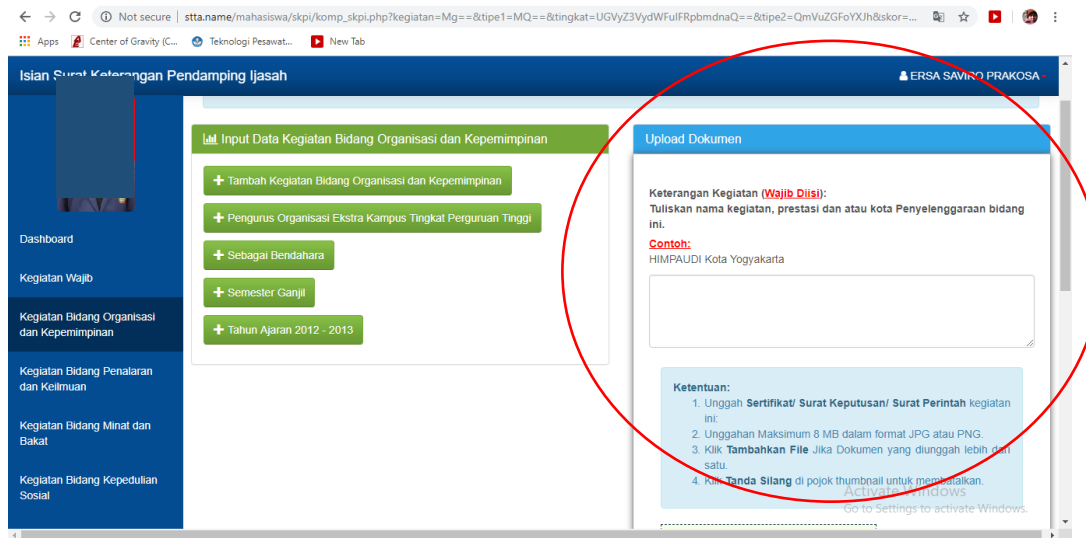 Not secure | stta.name/mahasiswa/skpi/komp_skpi.php?kegiatan=Mg==&tipe1=MQ==&tingkat=UGVyZ3VydWFuIFRpbmdnaQ==&tipe2=QmVuZGFoYXJh&skor=...
Apps Center of Gravity (C... Teknologi Pesawat... New Tab
Isian Surat Keterangan Pendamping Ijasah
ERSA SAVIRO PRAKOSA
Input Data Kegiatan Bidang Organisasi dan Kepemimpinan
+ Tambah Kegiatan Bidang Organisasi dan Kepemimpinan
+ Pengurus Organisasi Ekstra Kampus Tingkat Perguruan Tinggi
+ Sebagai Bendahara
+ Semester Ganjil
+ Tahun Ajaran 2012 - 2013
Dashboard
Kegiatan Wajib
Kegiatan Bidang Organisasi
dan Kepemimpinan
Kegiatan Bidang Penalaran
dan Keilmuan
Kegiatan Bidang Minat dan
Bakat
Kegiatan Bidang Kepedulian
Sosial
Upload Dokumen
Keterangan Kegiatan (Wajib Diisi):
Tuliskan nama kegiatan, prestasi dan atau kota Penyelenggaraan bidang
ini.
Contoh:
HIMPAUDI Kota Yogyakarta
Ketentuan:
1. Unggah Sertifikat/ Surat Keputusan/ Surat Perintah kegiatan
ini:
2. Unggahan Maksimum 8 MB dalam format JPG atau PNG.
3. Klik Tambahkan File Jika Dokumen yang diunggah lebih dari
satu.
4. Klik Tanda Silang di pojok thumbnail untuk membatalkan.
Activate Windows
Go to Settings to activate Windows.